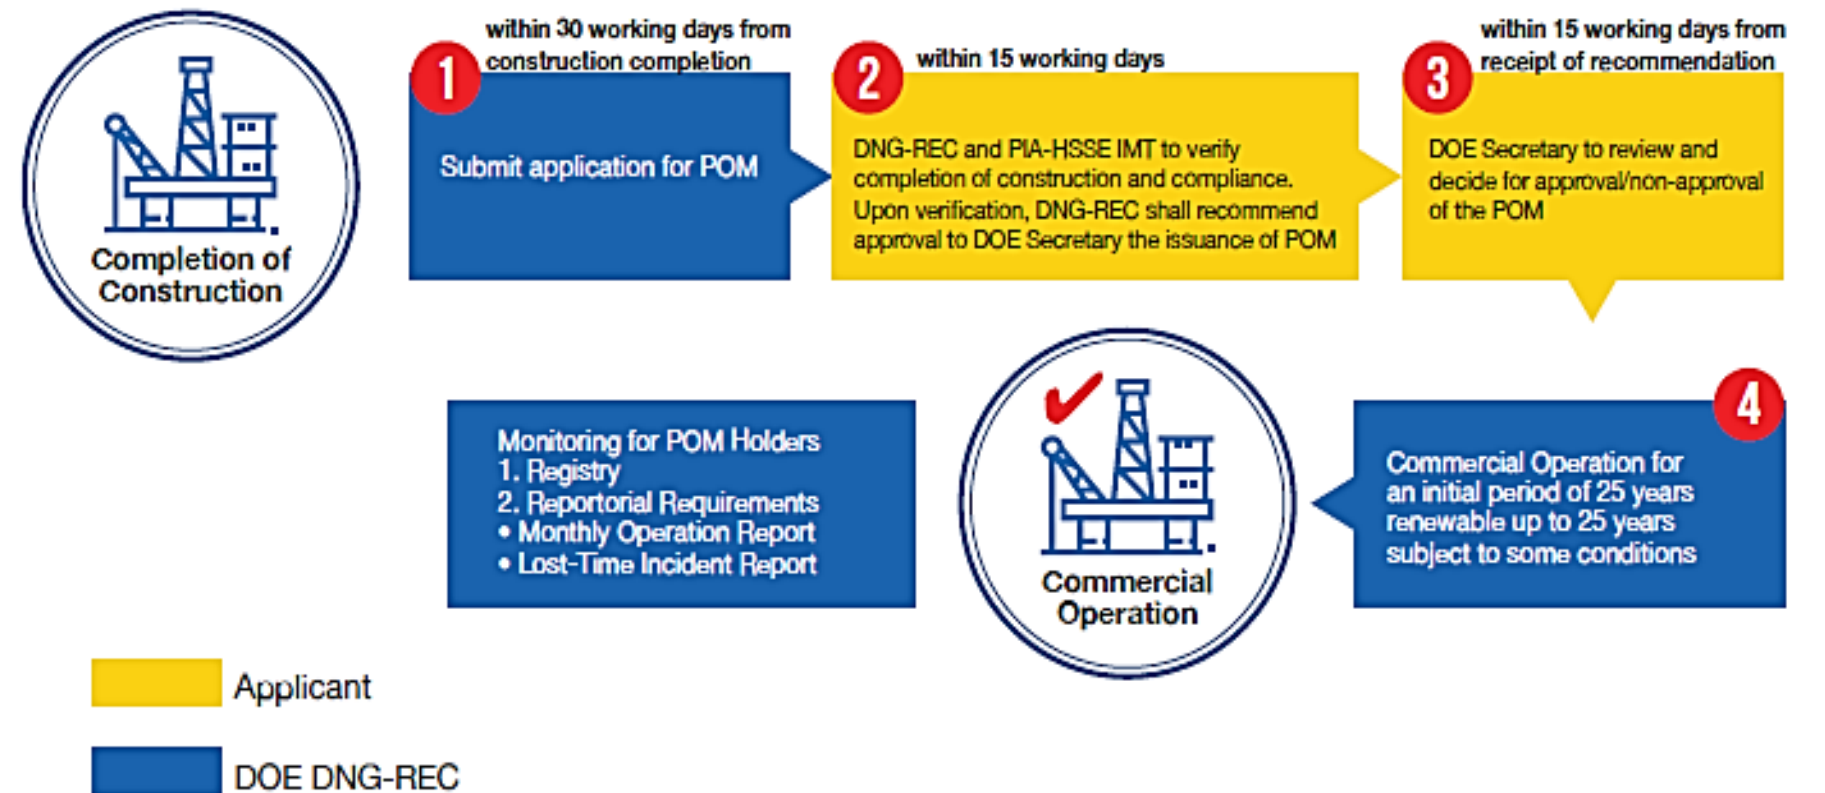 Completion of
Construction
within 30 working days from
construction completion
1
Submit application for POM
within 15 working days
2
DNG-REC and PIA-HSSE IMT to verify
completion of construction and compliance.
Upon verification, DNG-REC shall recommend
approval to DOE Secretary the issuance of POM
within 15 working days from
receipt of recommendation
3
DOE Secretary to review and
decide for approval/non-approval
of the POM
4
Commercial Operation for
an initial period of 25 years
renewable up to 25 years
subject to some conditions
Commercial
Operation
Monitoring for POM Holders
1. Registry
2. Reportorial Requirements
• Monthly Operation Report
• Lost-Time Incident Report
Applicant
DOE DNG-REC